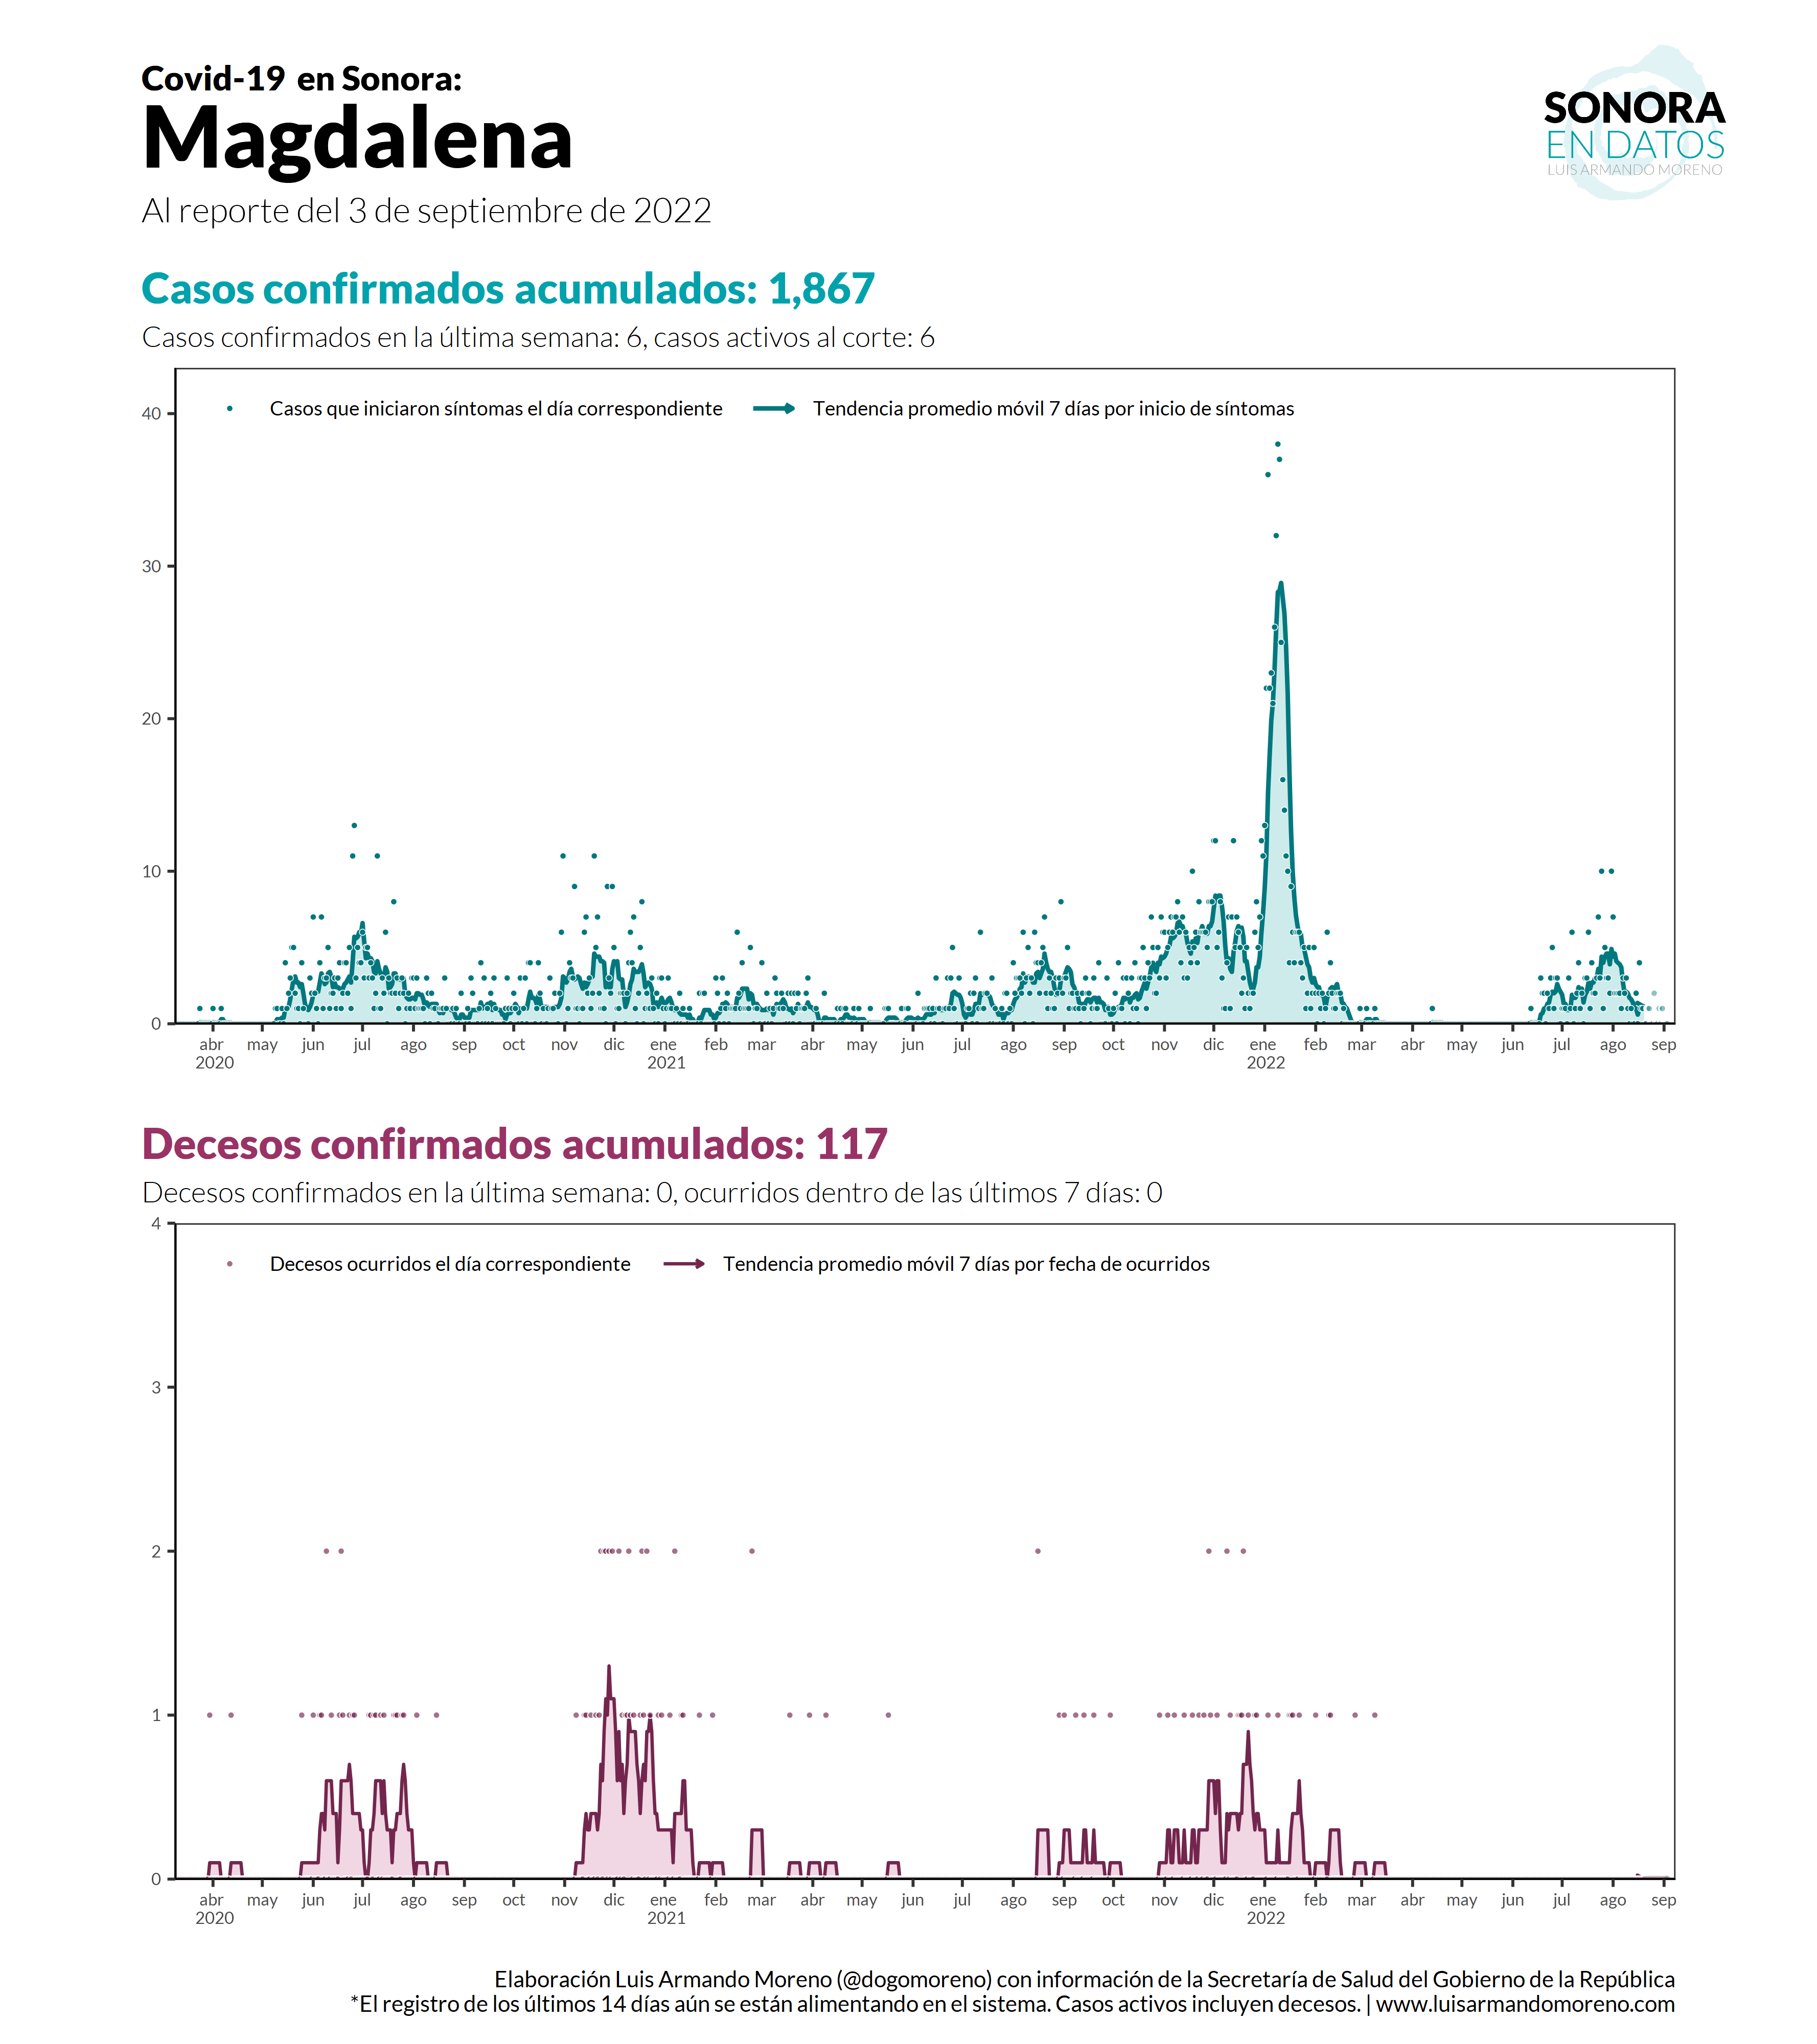 Covid-19 en Sonora:
Magdalena
Al reporte del 3 de septiembre de 2022
SONORA
EN DATOS
LUIS ARMANDO MORENO
Casos confirmados acumulados: 1,867
Casos confirmados en la última semana: 6, casos activos al corte: 6
Casos que iniciaron síntomas el día correspondiente
Tendencia promedio móvil 7 días por inicio de síntomas
40
30
20
10
0
abr may jun jul ago sep oct nov dic ene feb mar abr may jun jul ago sep oct nov dic ene feb mar abr may jun jul ago sep
2020 2021 2022
Decesos confirmados acumulados: 117
Decesos confirmados en la última semana: 0, ocurridos dentro de las últimos 7 días: 0
Decesos ocurridos el día correspondiente
Tendencia promedio móvil 7 días por fecha de ocurridos
4
3
2
1
0
abr may jun jul ago sep oct nov dic ene feb mar abr may jun jul ago sep oct nov dic ene feb mar abr may jun jul ago sep
2020 2021 2022
Elaboración Luis Armando Moreno (@dogomoreno) con información de la Secretaría de Salud del Gobierno de la República
*El registro de los últimos 14 días aún se están alimentando en el sistema. Casos activos incluyen decesos. | www.luisarmandomoreno.com